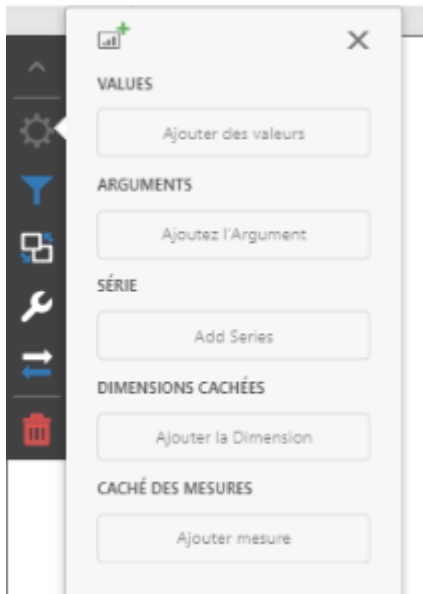 VALUES
Ajouter des valeurs
ARGUMENTS
Ajoutez l'Argument
SÉRIE
Add Series
DIMENSIONS CACHÉES
Ajouter la Dimension
CACHÉ DES MESURES
Ajouter mesure